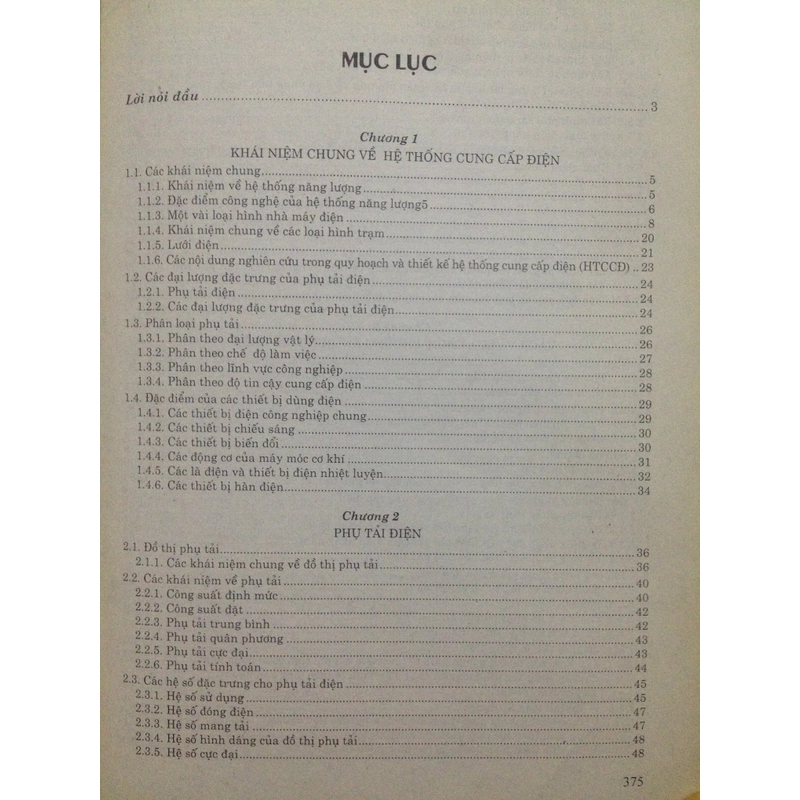 MỤC LỤC
Lời nói đầu ... 3
Chương 1
KHÁI NIỆM CHUNG VỀ HỆ THỐNG CUNG CẤP ĐIỆN
1.1. Các khái niệm chung ... 5
1.1.1. Khái niệm về hệ thống năng lượng ... 5
1.1.2. Đặc điểm công nghệ của hệ thống năng lượng5 ... 6
1.1.3. Một vài loại hình nhà máy điện ... 8
1.1.4. Khái niệm chung về các loại hình trạm ... 20
1.1.5. Lưới điện ... 21
1.1.6. Các nội dung nghiên cứu trong quy hoạch và thiết kế hệ thống cung cấp điện (HTCCĐ) .. 23
1.2. Các đại lượng đặc trưng của phụ tải điện ... 24
1.2.1. Phụ tải điện ... 24
1.2.2. Các đại lượng đặc trưng của phụ tải điện ... 24
1.3. Phân loại phụ tải ... 26
1.3.1. Phân theo đại lượng vật lý ... 26
1.3.2. Phân theo chế độ làm việc ... 27
1.3.3. Phân theo lĩnh vực công nghiệp ... 28
1.3.4. Phân theo độ tin cậy cung cấp điện ... 28
1.4. Đặc điểm của các thiết bị dùng điện ... 29
1.4.1. Các thiết bị điện công nghiệp chung ... 29
1.4.2. Các thiết bị chiếu sáng ... 30
1.4.3. Các thiết bị biến đổi ... 30
1.4.4. Các động cơ của máy móc cơ khí ... 31
1.4.5. Các là điện và thiết bị điện nhiệt luyện ... 32
1.4.6. Các thiết bị hàn điện ... 34
Chương 2
PHỤ TẢI ĐIỆN
2.1. Đồ thị phụ tải ... 36
2.1.1. Các khái niệm chung về đồ thị phụ tải ... 36
2.2. Các khái niệm về phụ tải ... 40
2.2.1. Công suất định mức ... 40
2.2.2. Công suất đặt ... 42
2.2.3. Phụ tải trung bình ... 42
2.2.4. Phụ tải quân phương ... 43
2.2.5. Phụ tải cực đại ... 43
2.2.6. Phụ tải tính toán ... 44
2.3. Các hệ số đặc trưng cho phụ tải điện ... 45
2.3.1. Hệ số sử dụng ... 45
2.3.2. Hệ số đóng điện ... 47
2.3.3. Hệ số mang tải ... 47
2.3.4. Hệ số hình dáng của đồ thị phụ tải ... 48
2.3.5. Hệ số cực đại ... 48
375